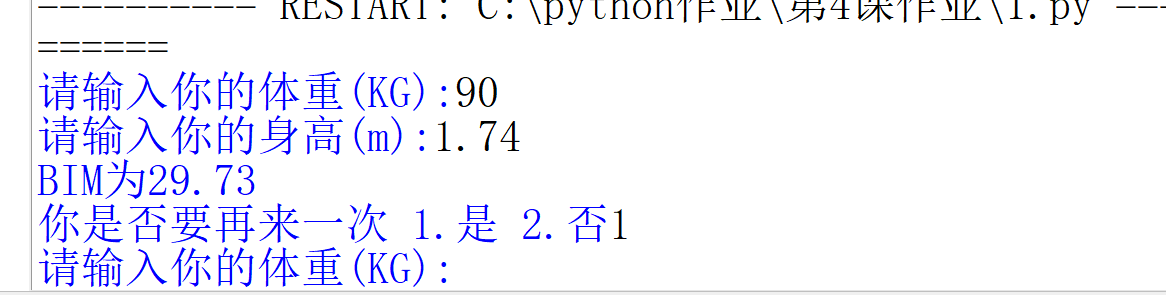 ========== RESTART: C:\python作业\第4课作业\1.py ===
======
请输入你的体重(KG):90
请输入你的身高(m):1.74
BIM为29.73
你是否要再来一次 1.是 2.否1
请输入你的体重(KG):